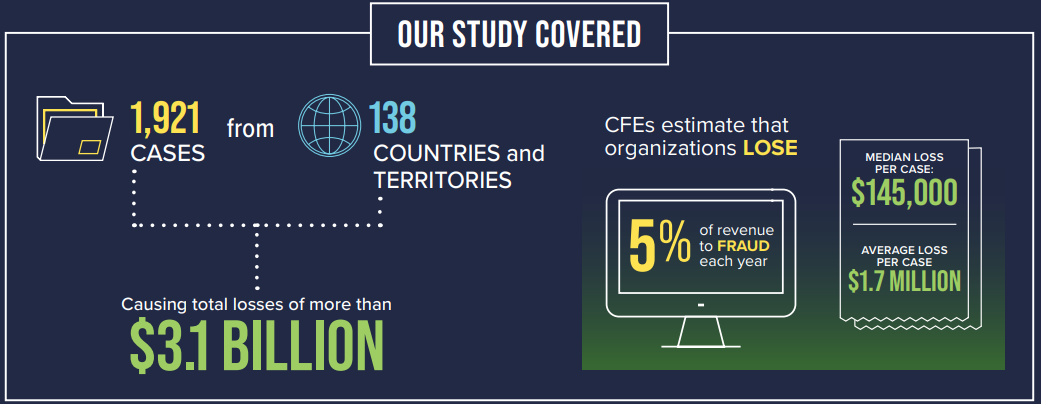 OUR STUDY COVERED
1,921
CASES
from
138
COUNTRIES and
TERRITORIES
Causing total losses of more than
$3.1 BILLION
CFEs estimate that
organizations LOSE
5%
of revenue
to FRAUD
each year
MEDIAN LOSS
PER CASE:
$145,000
AVERAGE LOSS
PER CASE
$1.7 MILLION